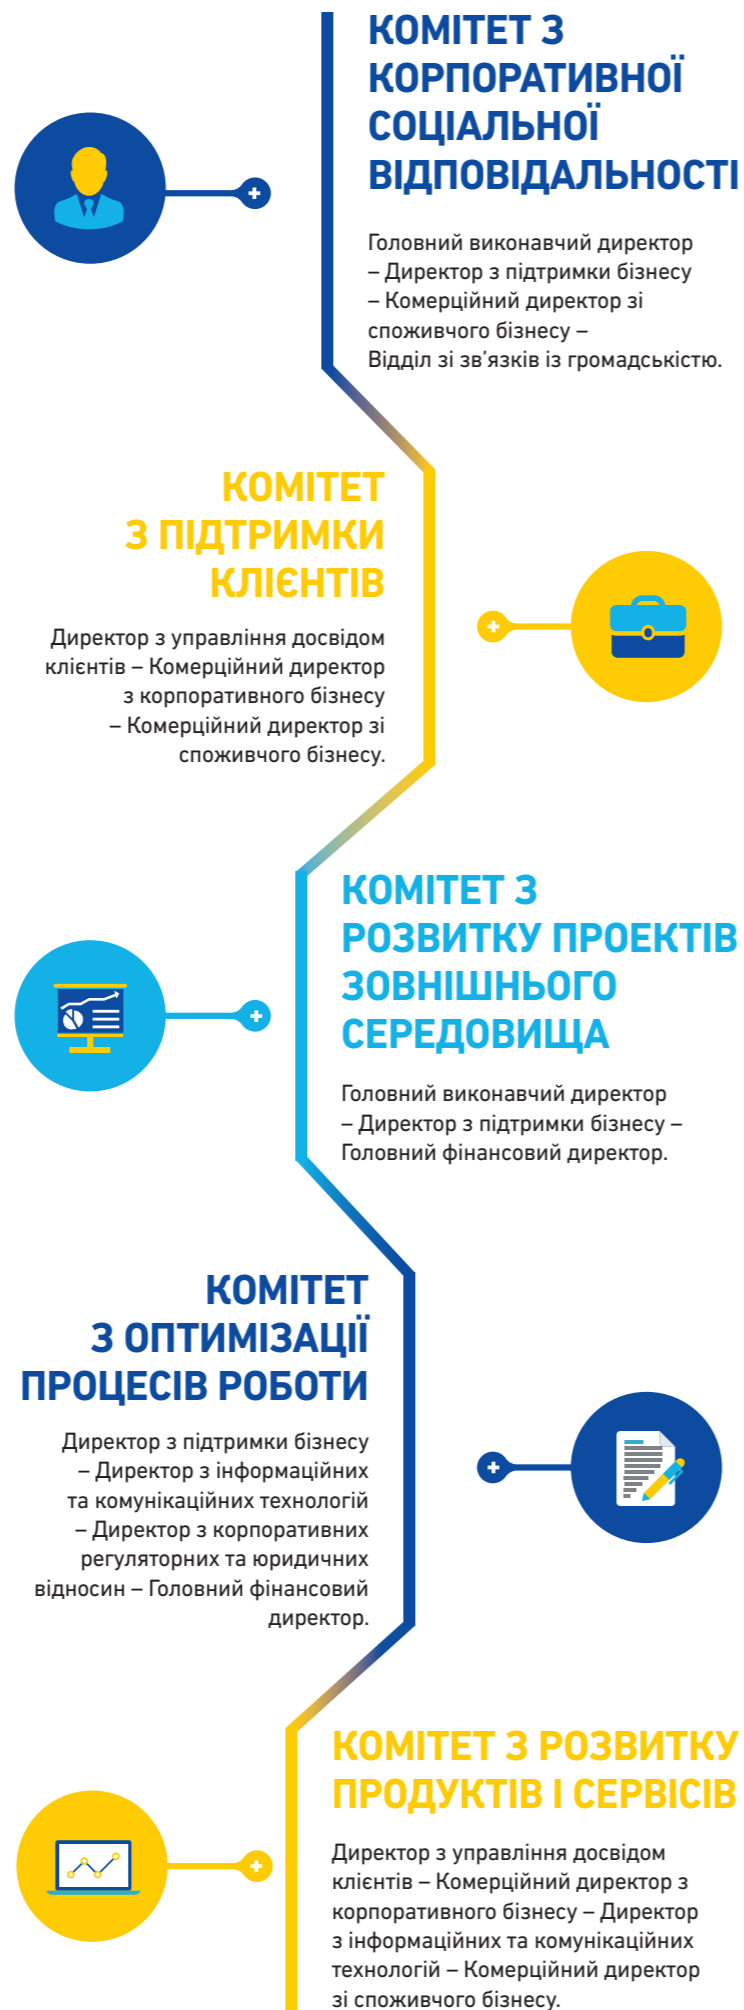 КОМІТЕТ З
КОРПОРАТИВНОЇ
СОЦІАЛЬНОЇ
ВІДПОВІДАЛЬНОСТІ
Головний виконавчий директор
– Директор з підтримки бізнесу
– Комерційний директор зі
споживчого бізнесу –
Відділ зі зв’язків із громадськістю.
КОМІТЕТ
З ПІДТРИМКИ
КЛІЄНТІВ
Директор з управління досвідом
клієнтів – Комерційний директор
з корпоративного бізнесу
– Комерційний директор зі
споживчого бізнесу.
КОМІТЕТ З
РОЗВИТКУ ПРОЕКТІВ
ЗОВНІШНЬОГО
СЕРЕДОВИЩА
Головний виконавчий директор
– Директор з підтримки бізнесу –
Головний фінансовий директор.
КОМІТЕТ
З ОПТИМІЗАЦІЇ
ПРОЦЕСІВ РОБОТИ
Директор з підтримки бізнесу
– Директор з інформаційних
та комунікаційних технологій
– Директор з корпоративних
регуляторних та юридичних
відносин – Головний фінансовий
директор.
КОМІТЕТ З РОЗВИТКУ
ПРОДУКТІВ І СЕРВІСІВ
Директор з управління досвідом
клієнтів – Комерційний директор з
корпоративного бізнесу – Директор
з інформаційних та комунікаційних
технологій – Комерційний директор
зі споживчого бізнесу.